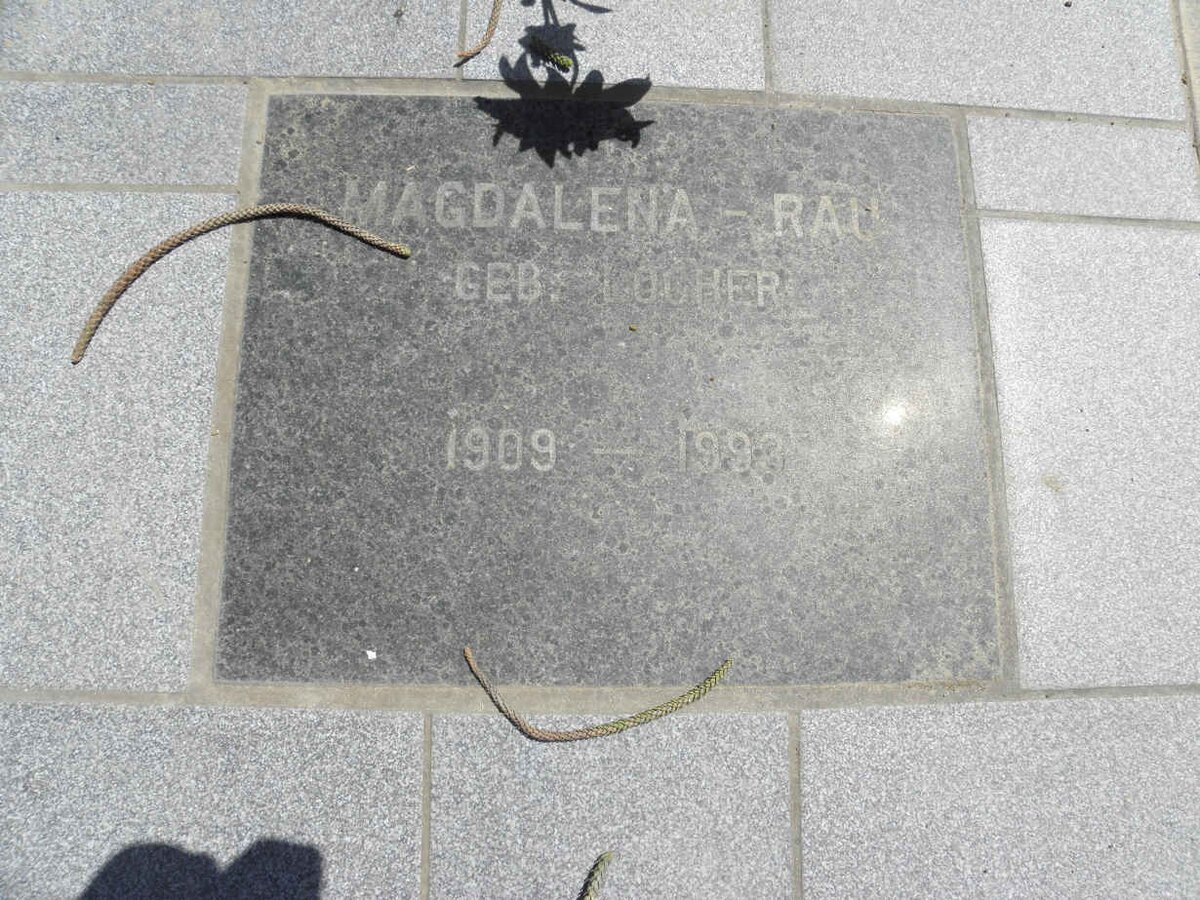 MAGDALENA - RAU
GEB: LOCHER
1909 — 1993